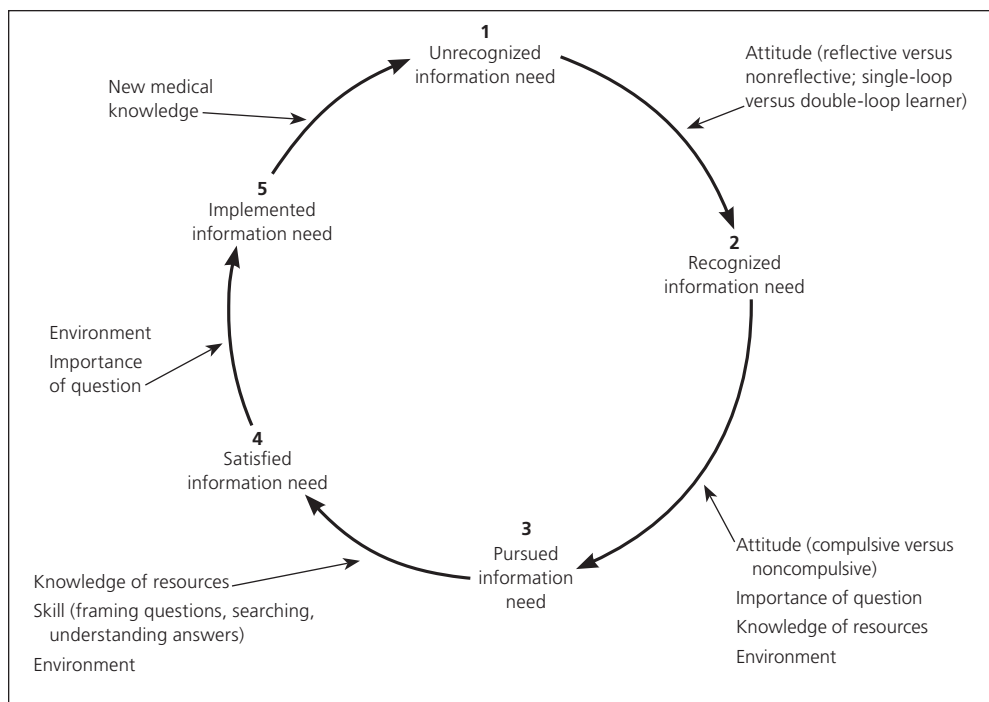 1
Unrecognized
information need
Attitude (reflective versus
nonreflective; single-loop
versus double-loop learner)
2
Recognized
information need
Attitude (compulsive versus
noncompulsive)
Importance of question
Knowledge of resources
Environment
3
Pursued
information
need
Knowledge of resources
Skill (framing questions, searching,
understanding answers)
Environment
4
Satisfied
information need
Environment
Importance
of question
5
Implemented
information need
New medical
knowledge